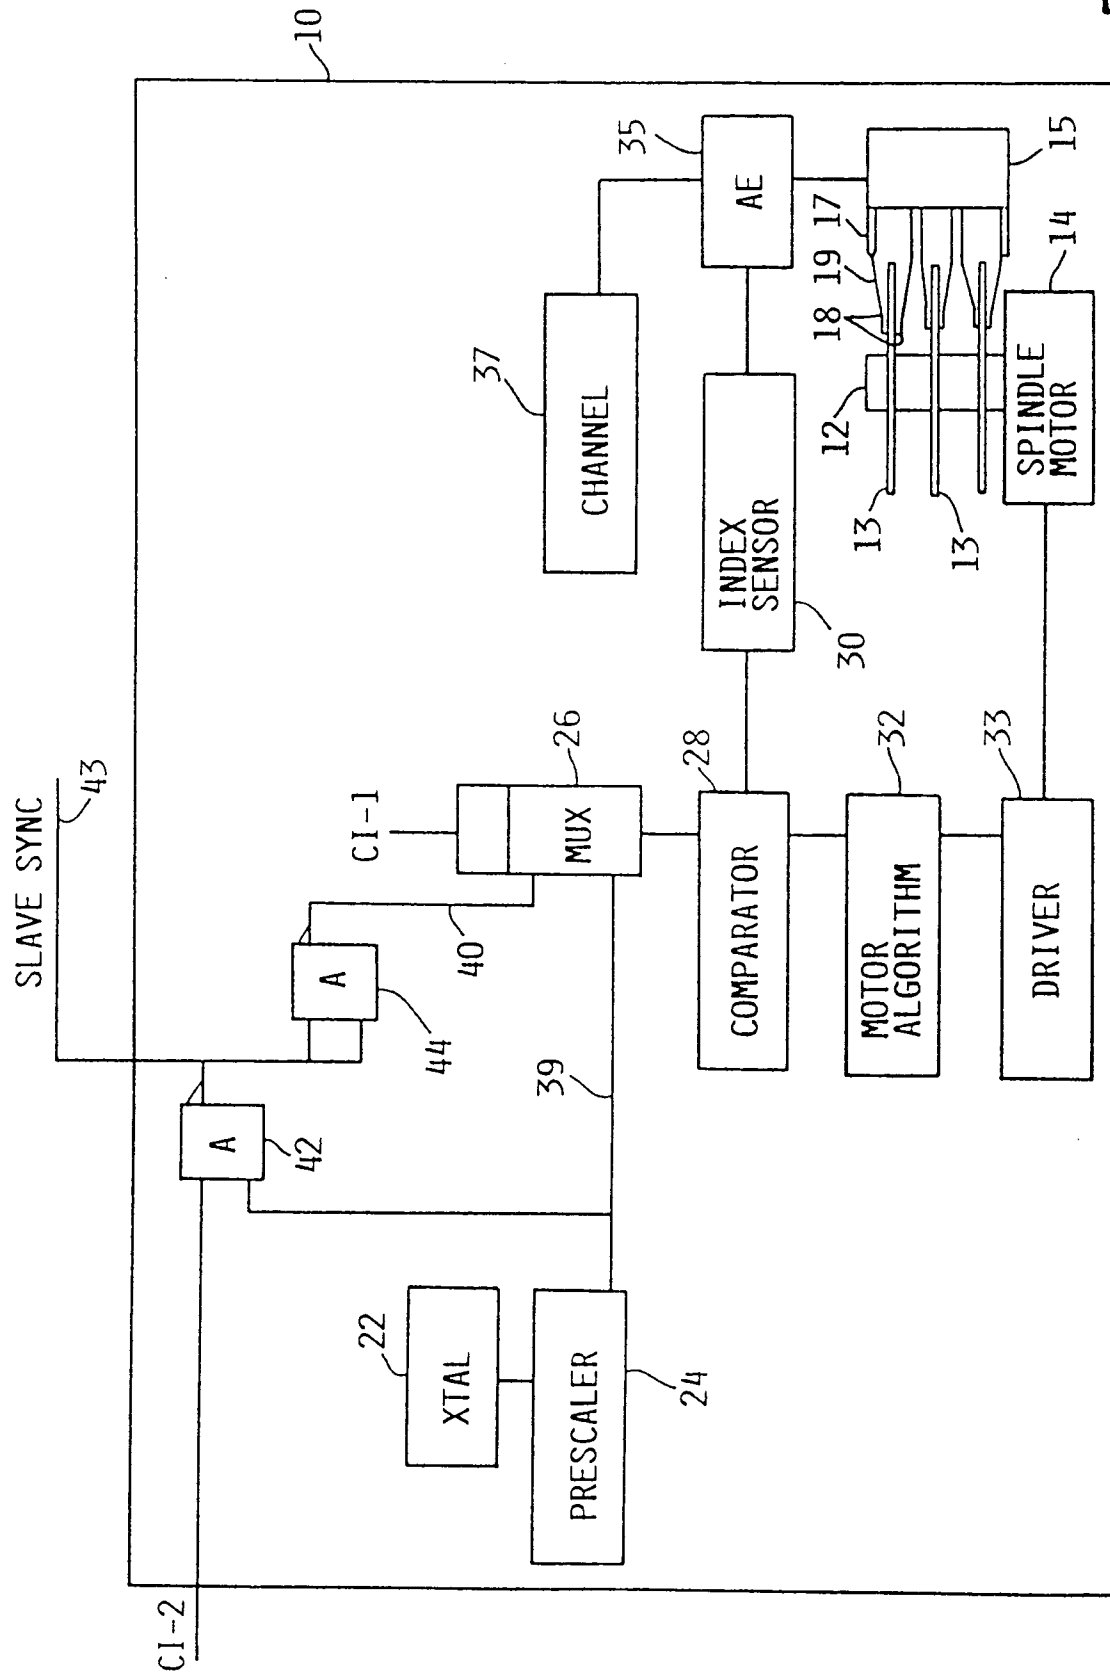 SLAVE SYNC
43
10
CI-2
A
42
A
44
40
CI-1
MUX
26
39
XTAL
22
PRESCALER
24
CHANNEL
37
AE
35
INDEX
SENSOR
30
COMPARATOR
28
MOTOR
ALGORITHM
32
DRIVER
33
SPINDLE
MOTOR
14
12
13
13
18
19
17
15